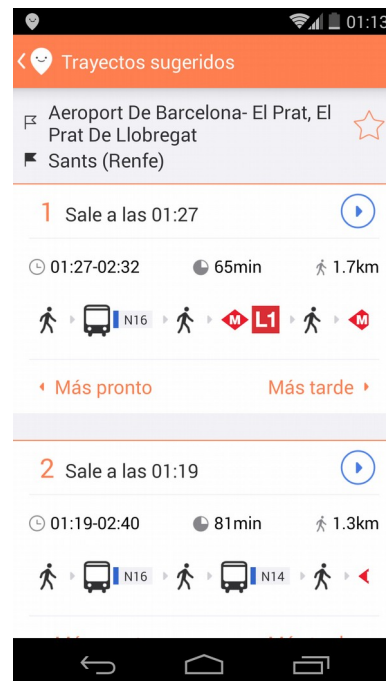 01:13
Trayectos sugeridos
Aeroport De Barcelona- El Prat, El
Prat De Llobregat
Sants (Renfe)
1 Sale a las 01:27
01:27-02:32 65min 1.7km
N16 M L1 M
Más pronto Más tarde
2 Sale a las 01:19
01:19-02:40 81min 1.3km
N16 N14